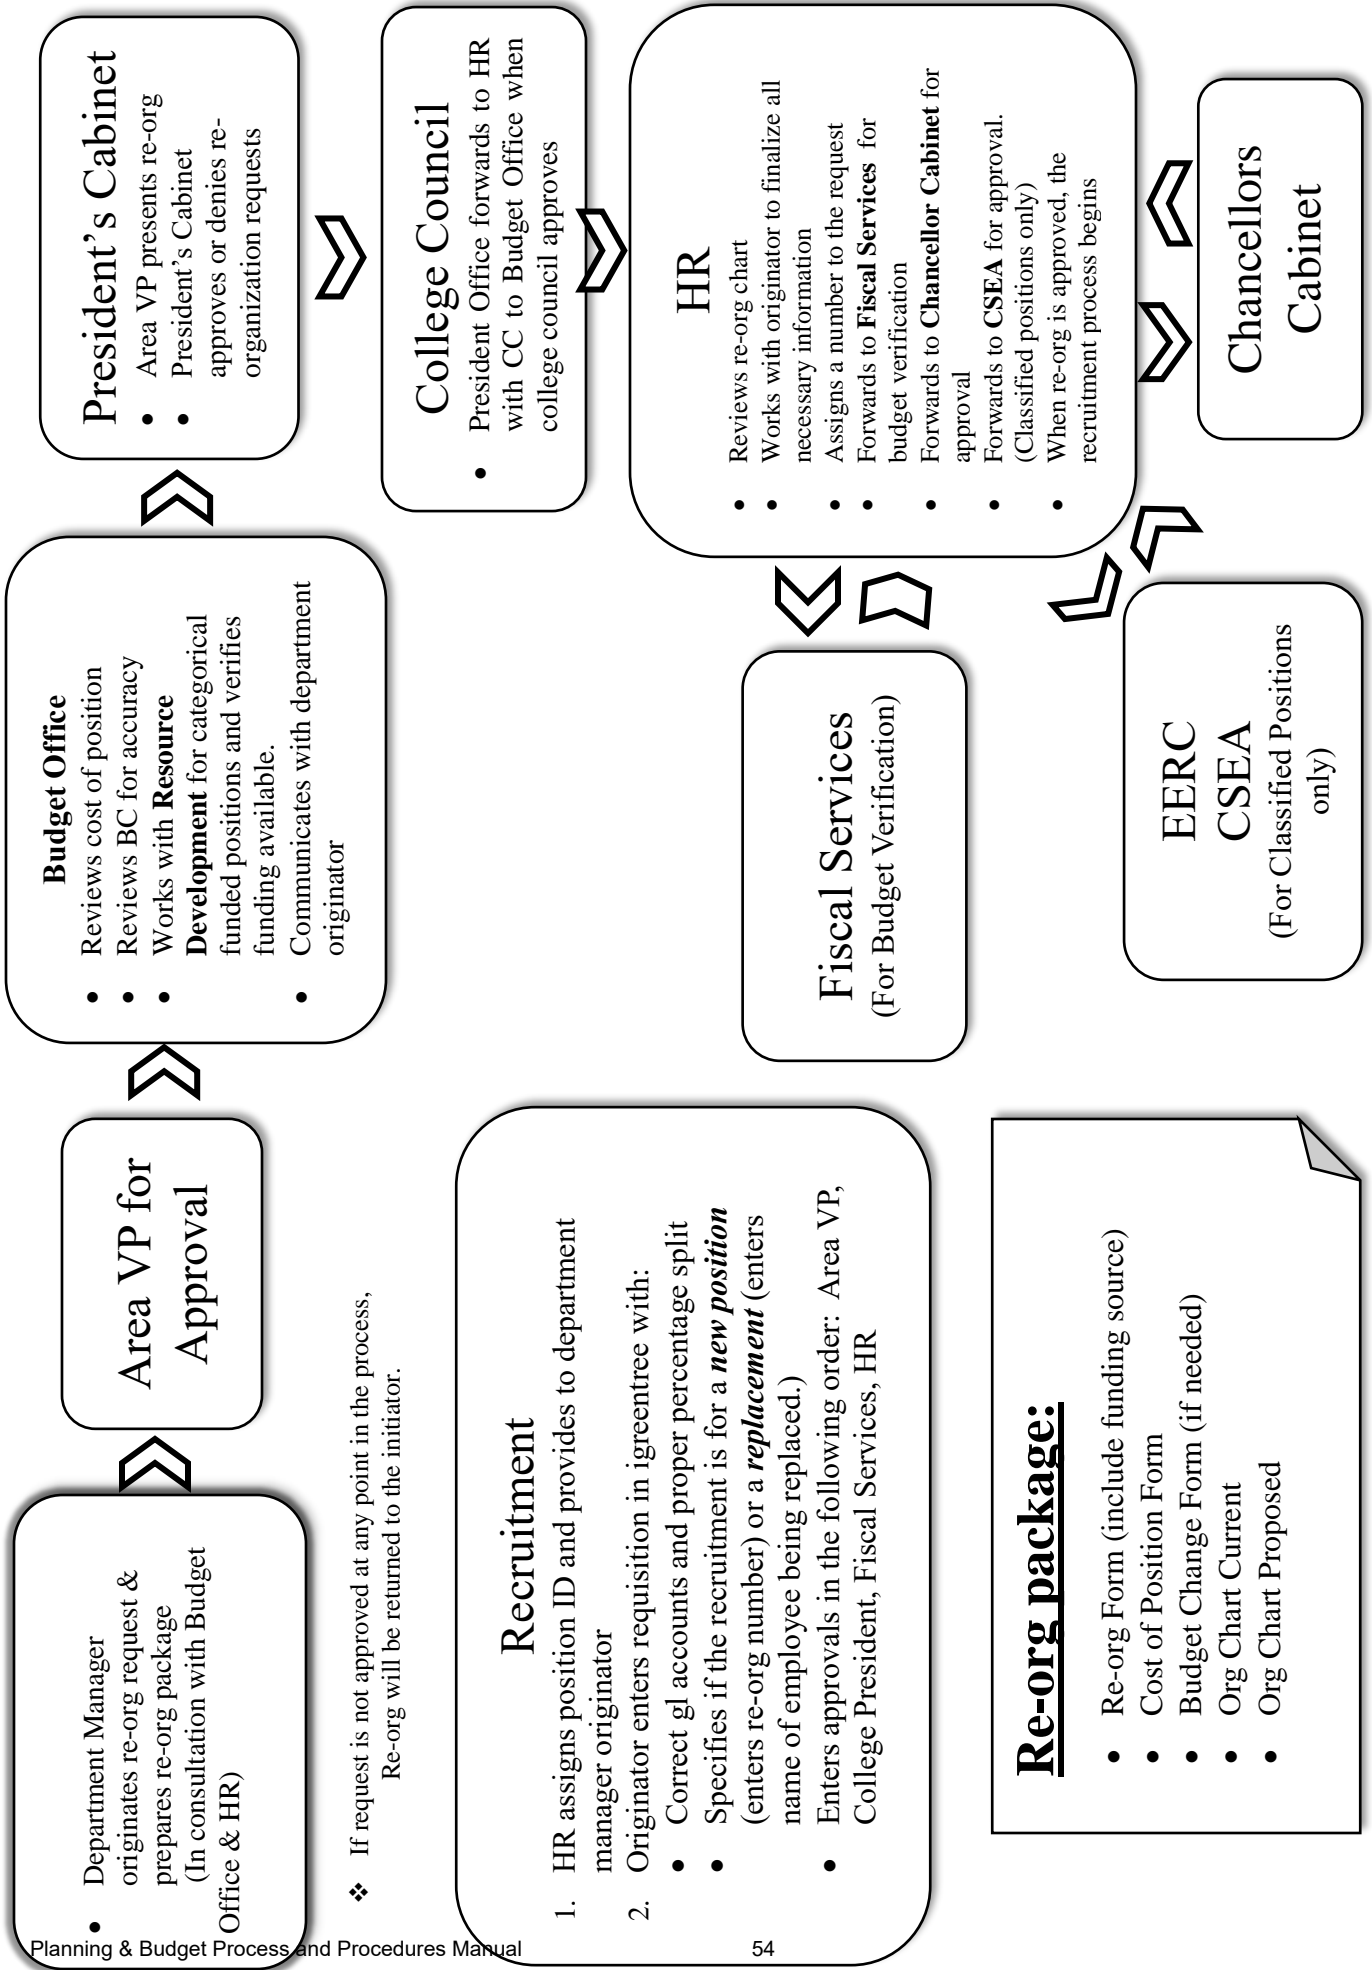 Department Manager
originates re-org request &
prepares re-org package
(In consultation with Budget
Office & HR)
Area VP for
Approval
Budget Office
Reviews cost of position
Reviews BC for accuracy
Works with Resource
Development for categorical
funded positions and verifies
funding available.
Communicates with department
originator
President's Cabinet
Area VP presents re-org
President's Cabinet
approves or denies re-
organization requests
❖ If request is not approved at any point in the process,
Re-org will be returned to the initiator.
College Council
President Office forwards to HR
with CC to Budget Office when
college council approves
Recruitment
1. HR assigns position ID and provides to department
manager originator
2. Originator enters requisition in igreentree with:
• Correct gl accounts and proper percentage split
• Specifies if the recruitment is for a new position
(enters re-org number) or a replacement (enters
name of employee being replaced.)
• Enters approvals in the following order: Area VP,
College President, Fiscal Services, HR
Fiscal Services
(For Budget Verification)
HR
• Reviews re-org chart
• Works with originator to finalize all
necessary information
• Assigns a number to the request
• Forwards to Fiscal Services for
budget verification
• Forwards to Chancellor Cabinet for
approval
• Forwards to CSEA for approval.
(Classified positions only)
• When re-org is approved, the
recruitment process begins
Re-org package:
• Re-org Form (include funding source)
• Cost of Position Form
• Budget Change Form (if needed)
• Org Chart Current
• Org Chart Proposed
EERC
CSEA
(For Classified Positions
only)
Chancellors
Cabinet
Planning & Budget Process and Procedures Manual
54